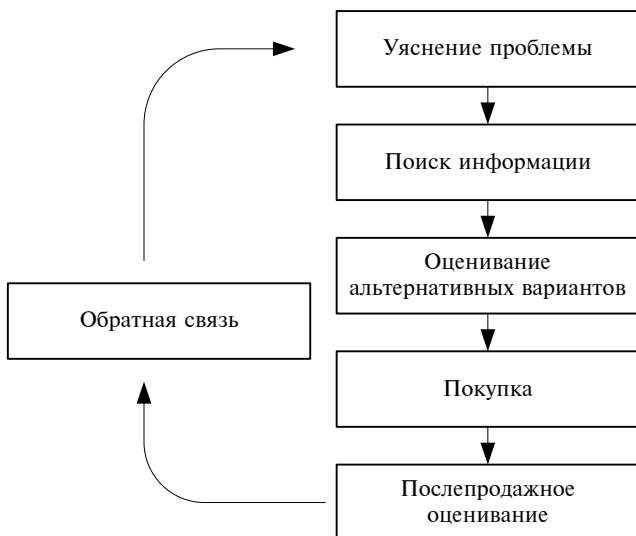 Уяснение проблемы
Поиск информации
Оценивание
альтернативных вариантов
Обратная связь
Покупка
Послепродажное
оценивание